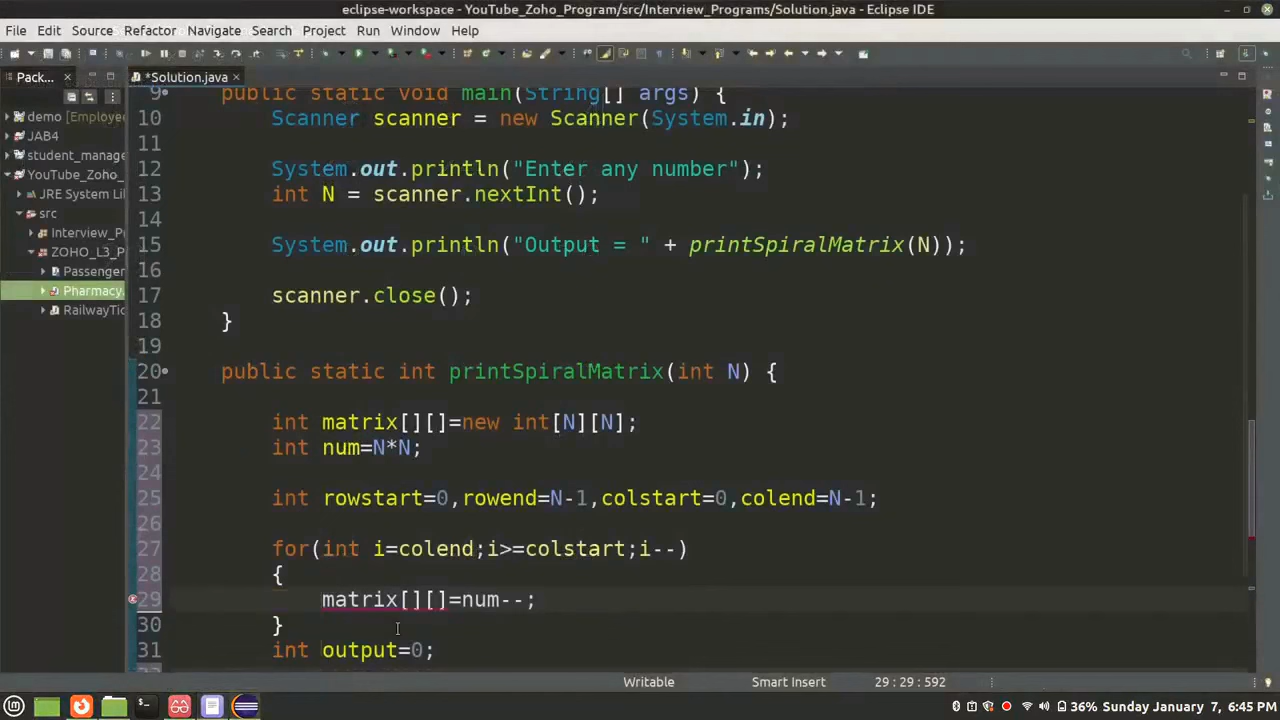 eclipse-workspace - YouTube_Zoho_Program/src/Interview_Programs/Solution.java - Eclipse IDE
File Edit Source Refactor Navigate Search Project Run Window Help
Pack... *Solution.java
demo [Employee
JAB4
student_manage
YouTube_Zoho_
JRE System Lib
src
Interview_Pr
ZOHO_L3_P
Passenger
Pharmacy.
RailwayTic
9 public static void main(String[] args) {
10 Scanner scanner = new Scanner(System.in);
11
12 System.out.println("Enter any number");
13 int N = scanner.nextInt();
14
15 System.out.println("Output = " + printSpiralMatrix(N));
16
17 scanner.close();
18 }
19
20 public static int printSpiralMatrix(int N) {
21
22 int matrix[][]=new int[N][N];
23 int num=N*N;
24
25 int rowstart=0,rowend=N-1,colstart=0,colend=N-1;
26
27 for(int i=colend;i>=colstart;i--)
28 {
29 matrix[][]=num--;
30 }
31 int output=0;
Writable Smart Insert 29 : 29 : 592
36% Sunday January 7, 6:45 PM